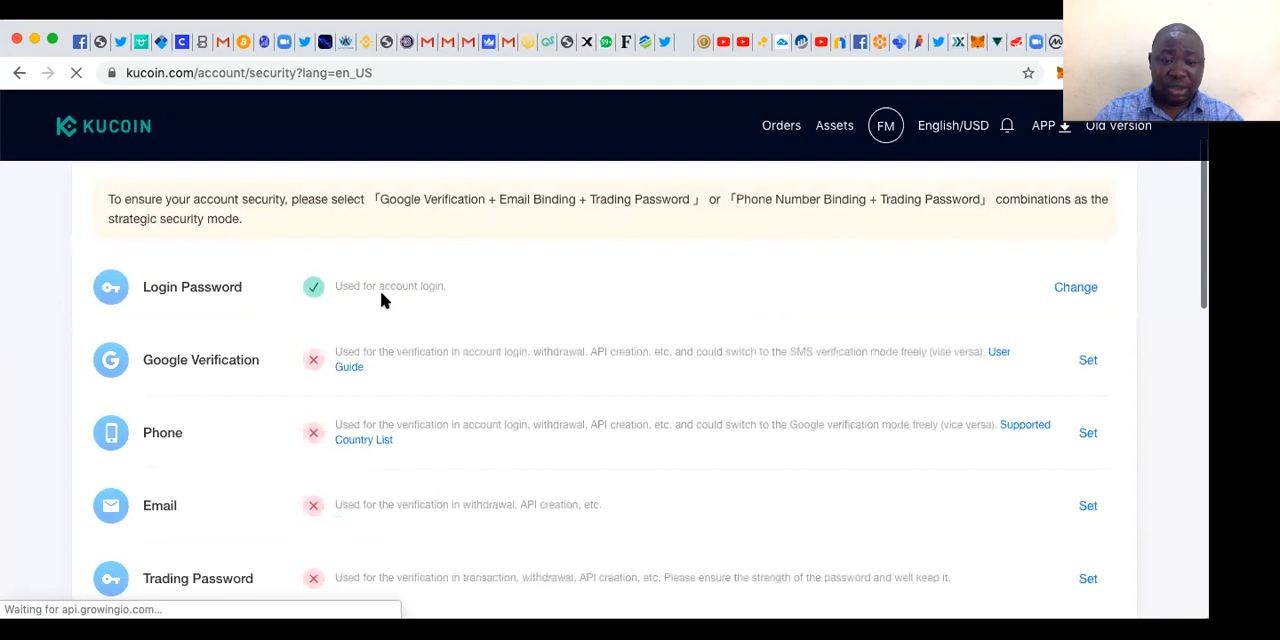 kucoin.com/account/security?lang=en_US
KUCOIN
Orders Assets FM English/USD APP Old Version
To ensure your account security, please select 「Google Verification + Email Binding + Trading Password 」 or 「Phone Number Binding + Trading Password」 combinations as the
strategic security mode.
Login Password Used for account login. Change
Google Verification Used for the verification in account login, withdrawal, API creation, etc. and could switch to the SMS verification mode freely (vise versa). User
Guide Set
Phone Used for the verification in account login, withdrawal, API creation, etc. and could switch to the Google verification mode freely (vice versa). Supported
Country List Set
Email Used for the verification in withdrawal, API creation, etc. Set
Trading Password Used for the verification in transaction, withdrawal, API creation, etc. Please ensure the strength of the password and well keep it. Set
Waiting for api.growingio.com...